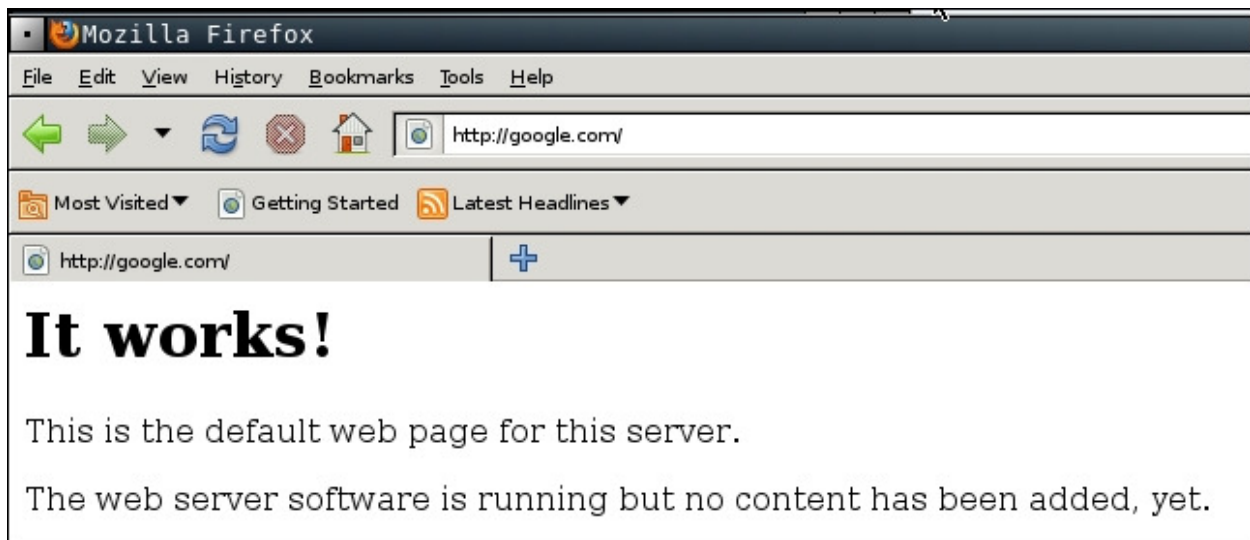 Mozilla Firefox
File Edit View History Bookmarks Tools Help
http://google.com/
Most Visited Getting Started Latest Headlines
http://google.com/
It works!
This is the default web page for this server.
The web server software is running but no content has been added, yet.